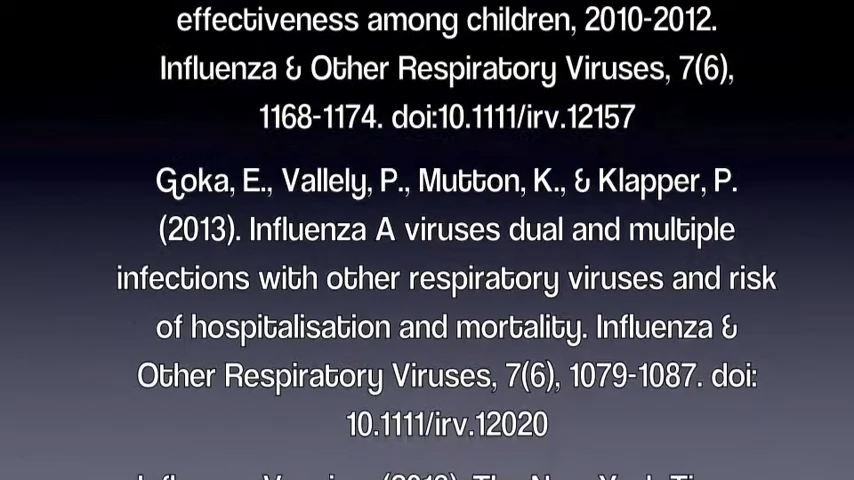 effectiveness among children, 2010-2012.
Influenza & Other Respiratory Viruses, 7(6),
1168-1174. doi:10.1111/irv.12157
Goka, E., Vallely, P., Mutton, K., & Klapper, P.
(2013). Influenza A viruses dual and multiple
infections with other respiratory viruses and risk
of hospitalisation and mortality. Influenza &
Other Respiratory Viruses, 7(6), 1079-1087. doi:
10.1111/irv.12020